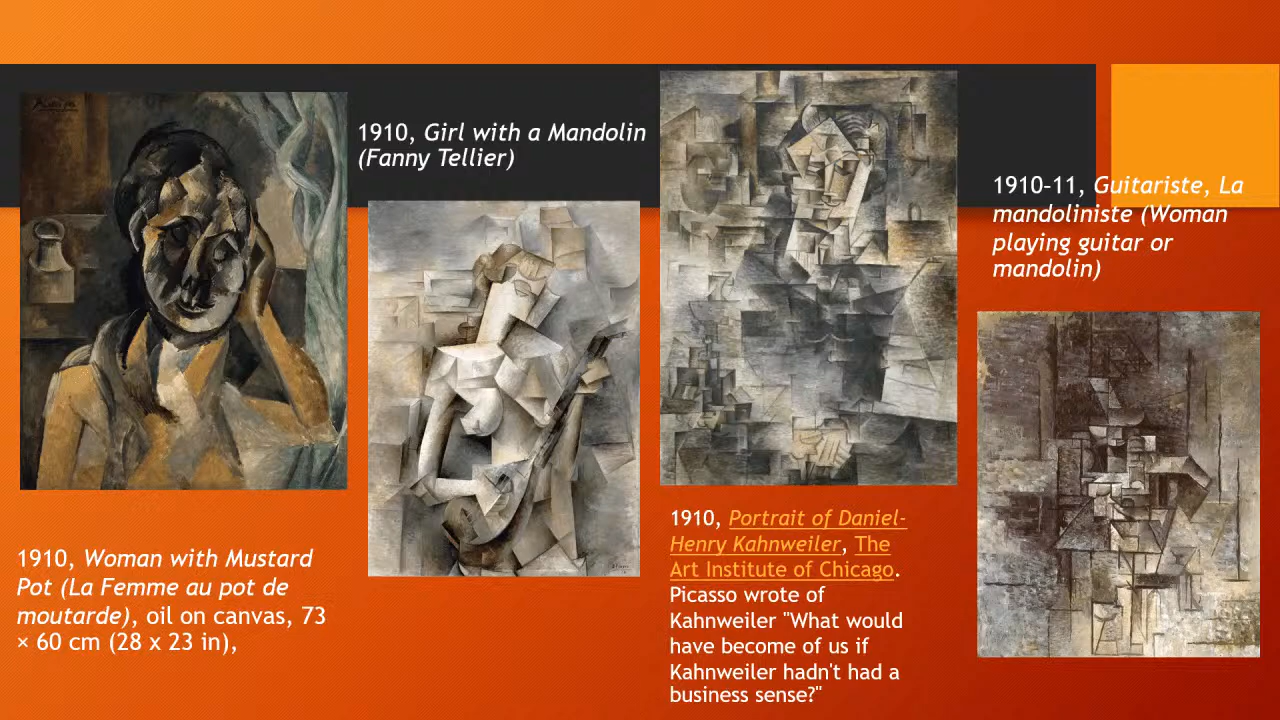 1910, Girl with a Mandolin
(Fanny Tellier)
1910-11, Guitariste, La
mandoliniste (Woman
playing guitar or
mandolin)
1910, Woman with Mustard
Pot (La Femme au pot de
moutarde), oil on canvas, 73
× 60 cm (28 x 23 in),
1910, Portrait of Daniel-
Henry Kahnweiler, The
Art Institute of Chicago.
Picasso wrote of
Kahnweiler "What would
have become of us if
Kahnweiler hadn't had a
business sense?"